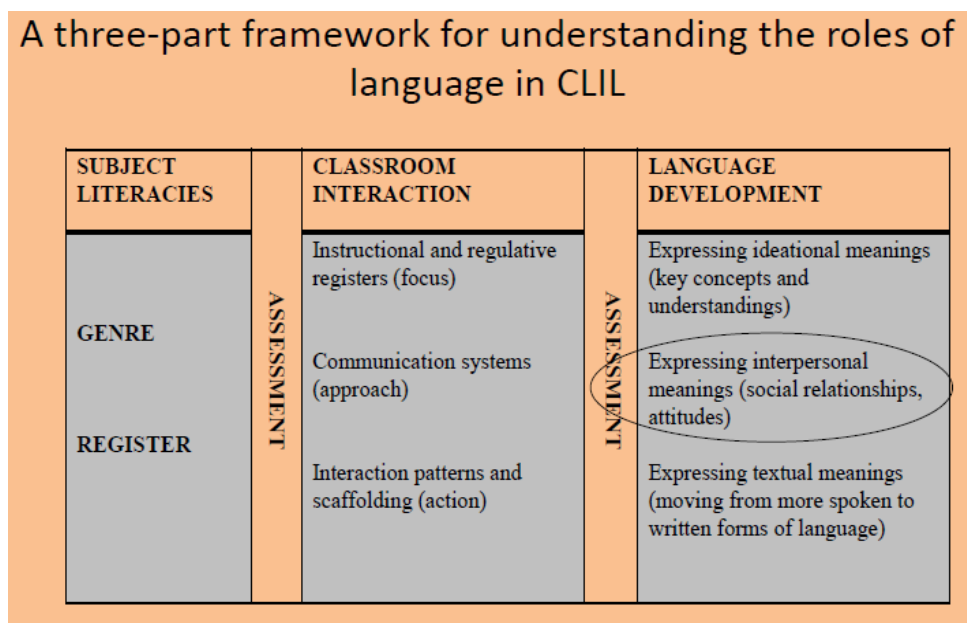 A three-part framework for understanding the roles of
language in CLIL
SUBJECT
LITERACIES
GENRE
REGISTER
ASSESSMENT
CLASSROOM
INTERACTION
Instructional and regulative
registers (focus)
Communication systems
(approach)
Interaction patterns and
scaffolding (action)
ASSESSMENT
LANGUAGE
DEVELOPMENT
Expressing ideational meanings
(key concepts and
understandings)
Expressing interpersonal
meanings (social relationships,
attitudes)
Expressing textual meanings
(moving from more spoken to
written forms of language)